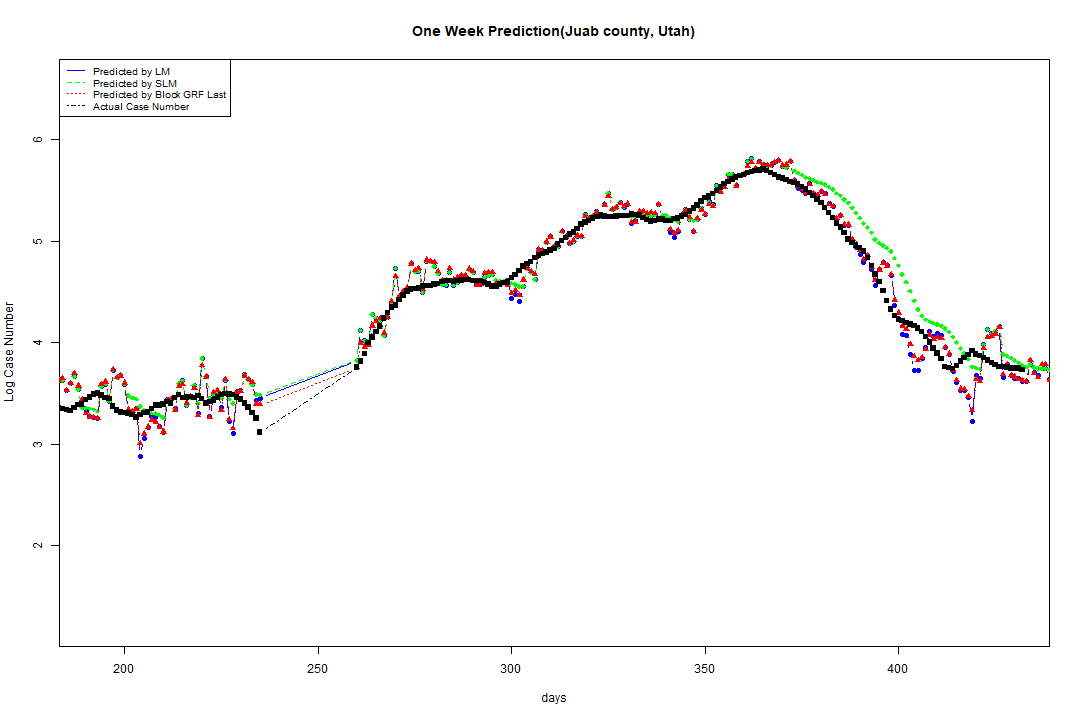 One Week Prediction(Juab county, Utah)
Predicted by LM
Predicted by SLM
Predicted by Block GRF Last
Actual Case Number
6
5
4
3
2
Log Case Number
200 250 300 350 400
days